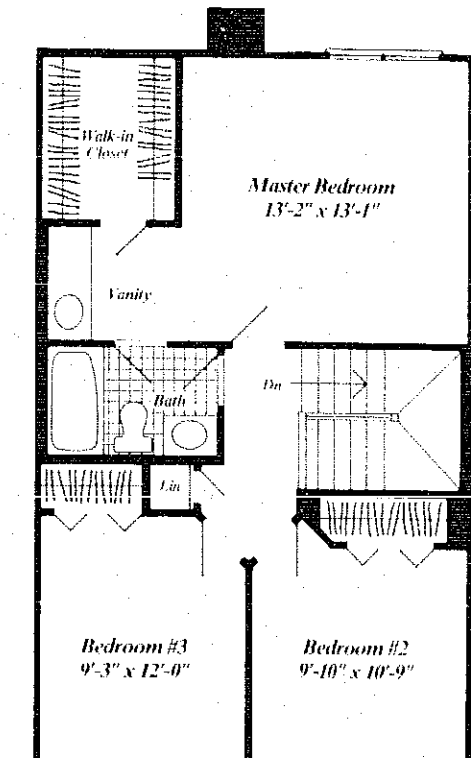 Walk-in
Closet
Master Bedroom
13'-2" x 13'-1"
Vanity
Bath
Dn
Lin
Bedroom #3
9'-3" x 12'-0"
Bedroom #2
9'-10" x 10'-9"